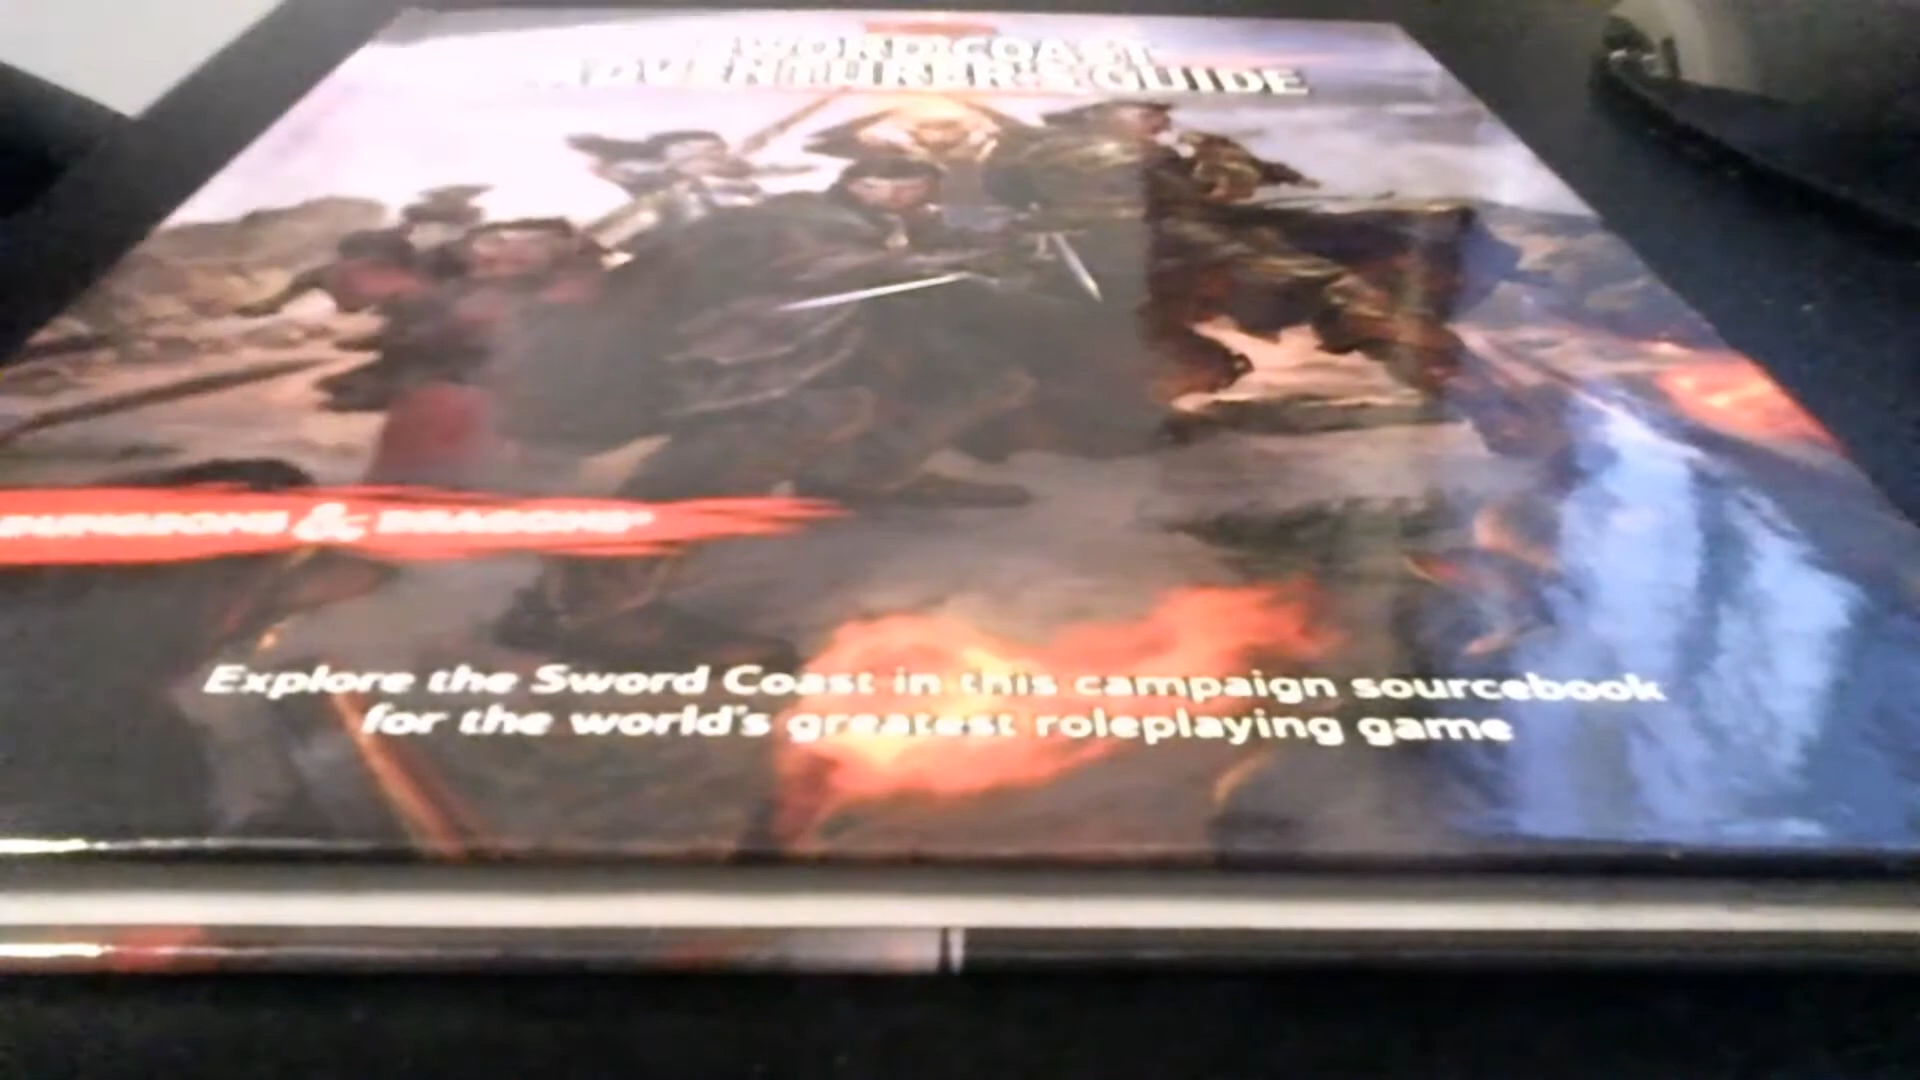 SWORD COAST
ADVENTURER'S GUIDE
DUNGEONS & DRAGONS®
Explore the Sword Coast in this campaign sourcebook
for the world's greatest roleplaying game